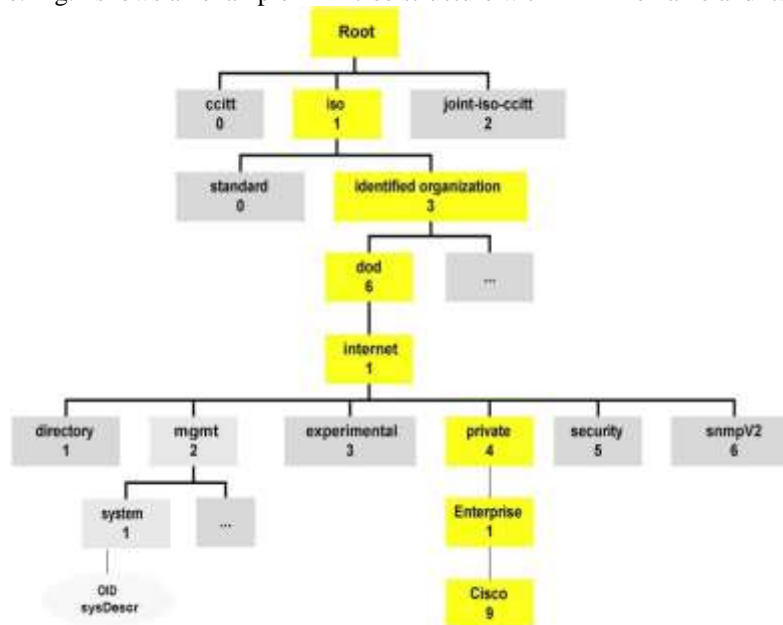 Root
ccitt iso joint-iso-ccitt
0 1 2
standard identified organization
0 3
dod
6 ...
internet
1
directory mgmt experimental private security snmpV2
1 2 3 4 5 6
system ... Enterprise
1 1
OID Cisco
sysDescr 9